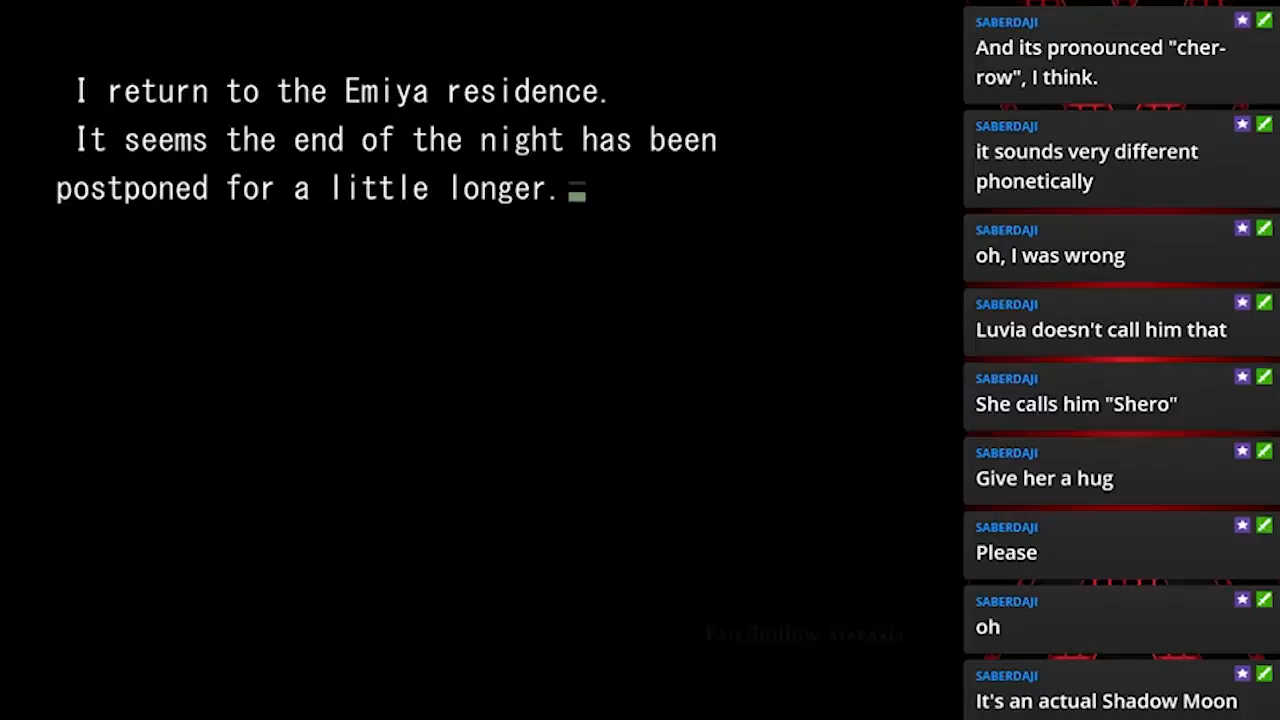 I return to the Emiya residence.
It seems the end of the night has been
postponed for a little longer.
Fate/hollow ataraxia
SABERDAJI
And its pronounced "cher-
row", I think.
SABERDAJI
it sounds very different
phonetically
SABERDAJI
oh, I was wrong
SABERDAJI
Luvia doesn't call him that
SABERDAJI
She calls him "Shero"
SABERDAJI
Give her a hug
SABERDAJI
Please
SABERDAJI
oh
SABERDAJI
It's an actual Shadow Moon